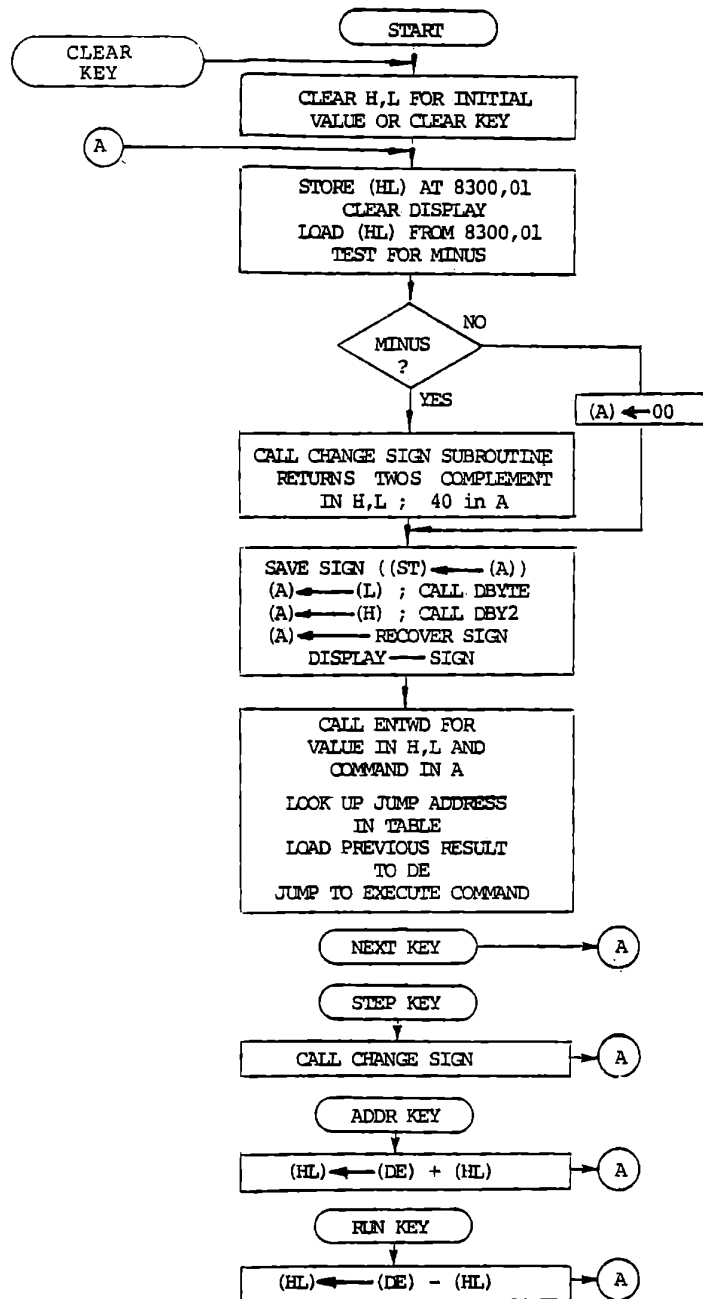 START
CLEAR
KEY
CLEAR H,L FOR INITIAL
VALUE OR CLEAR KEY
A
STORE (HL) AT 8300,01
CLEAR DISPLAY
LOAD (HL) FROM 8300,01
TEST FOR MINUS
NO
MINUS
?
YES
(A) ← 00
CALL CHANGE SIGN SUBROUTINE
RETURNS TWOS COMPLEMENT
IN H,L ; 40 in A
SAVE SIGN ((ST) ← (A))
(A) ← (L) ; CALL DBYTE
(A) ← (H) ; CALL DBY2
(A) ← RECOVER SIGN
DISPLAY — SIGN
CALL ENTWD FOR
VALUE IN H,L AND
COMMAND IN A
LOOK UP JUMP ADDRESS
IN TABLE
LOAD PREVIOUS RESULT
TO DE
JUMP TO EXECUTE COMMAND
NEXT KEY
A
STEP KEY
CALL CHANGE SIGN
A
ADDR KEY
(HL) ← (DE) + (HL)
A
RUN KEY
(HL) ← (DE) - (HL)
A